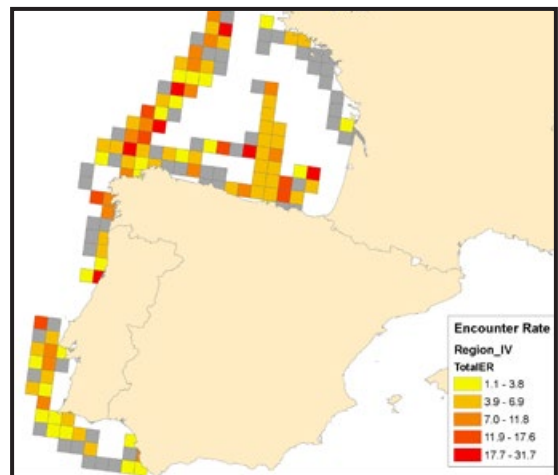 Encounter Rate
Region_IV
TotalER
1.1 - 3.8
3.9 - 6.9
7.0 - 11.8
11.9 - 17.6
17.7 - 31.7